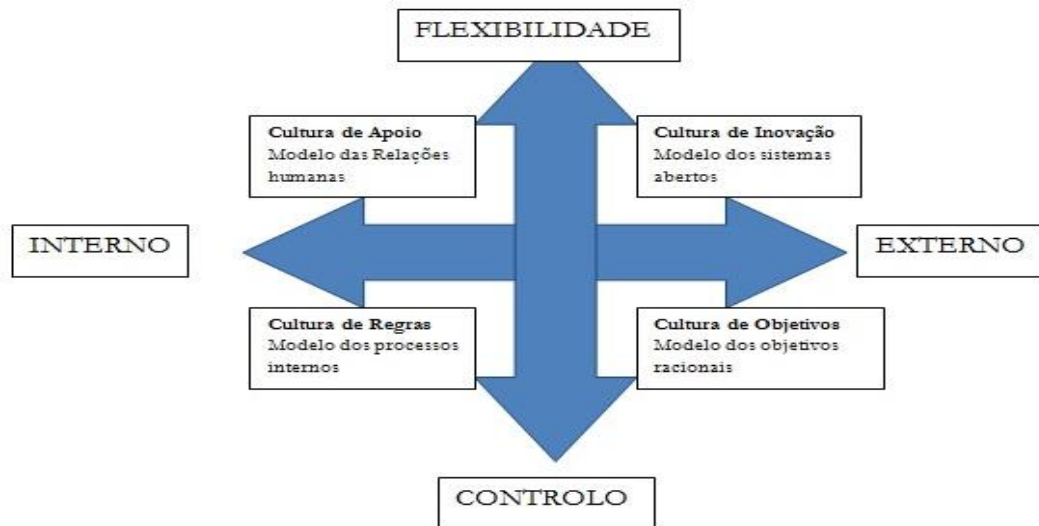 FLEXIBILIDADE
Cultura de Apoio
Modelo das Relações
humanas
Cultura de Inovação
Modelo dos sistemas
abertos
INTERNO
EXTERNO
Cultura de Regras
Modelo dos processos
internos
Cultura de Objetivos
Modelo dos objetivos
racionais
CONTROLO